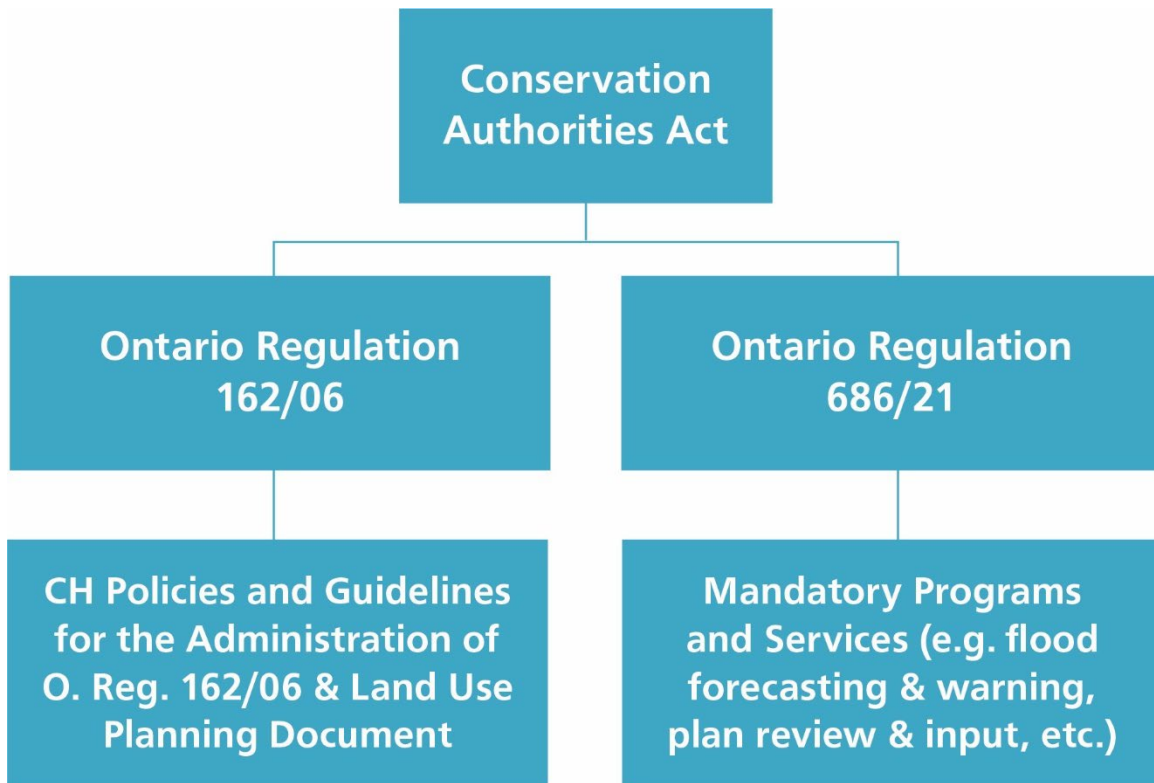 Conservation
Authorities Act
Ontario Regulation
162/06
Ontario Regulation
686/21
CH Policies and Guidelines
for the Administration of
O. Reg. 162/06 & Land Use
Planning Document
Mandatory Programs
and Services (e.g. flood
forecasting & warning,
plan review & input, etc.)